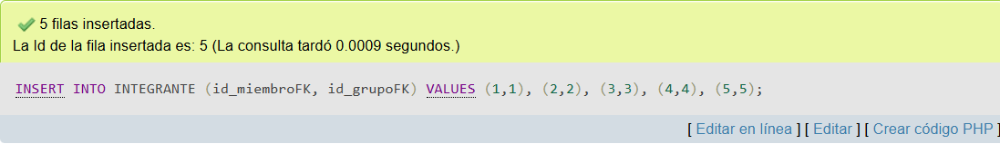 5 filas insertadas.
La Id de la fila insertada es: 5 (La consulta tardó 0.0009 segundos.)
INSERT INTO INTEGRANTE (id_miembroFK, id_grupoFK) VALUES (1,1), (2,2), (3,3), (4,4), (5,5);
[ Editar en línea ] [ Editar ] [ Crear código PHP ]